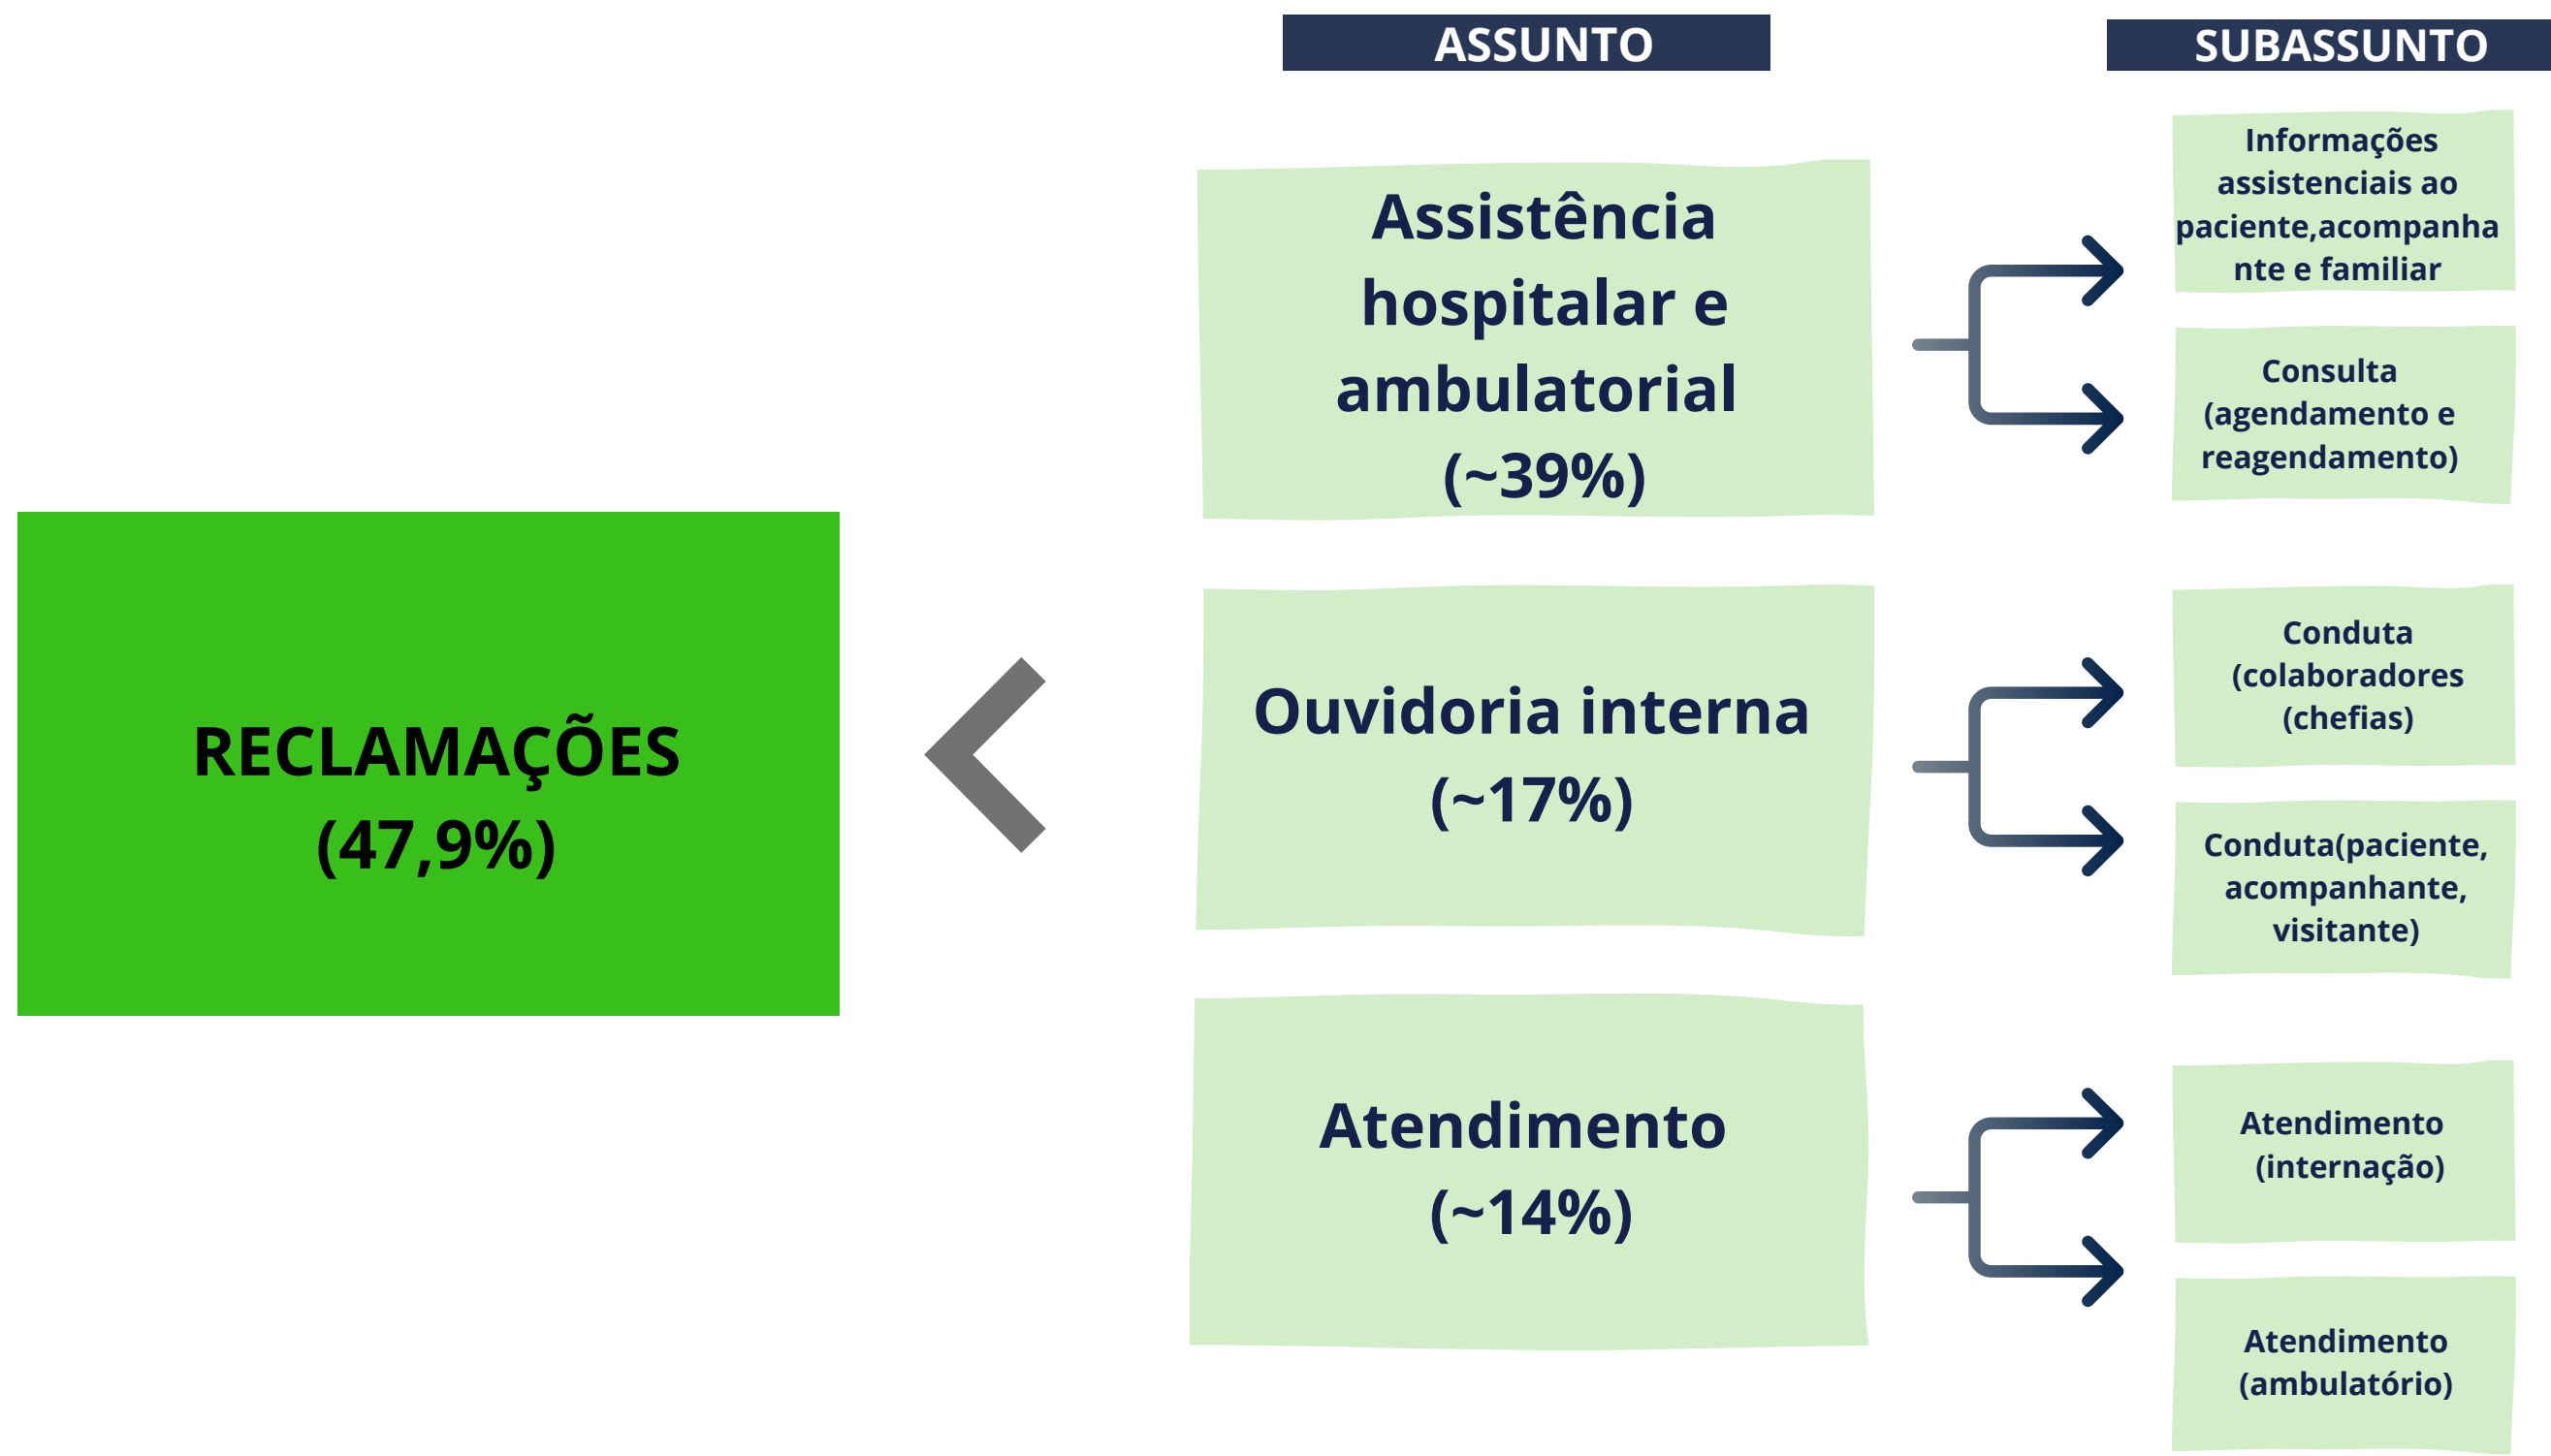 ASSUNTO
SUBASSUNTO
RECLAMAÇÕES
(47,9%)
Assistência
hospitalar e
ambulatorial
(~39%)
Informações
assistenciais ao
paciente,acompanha
nte e familiar
Consulta
(agendamento e
reagendamento)
Ouvidoria interna
(~17%)
Conduta
(colaboradores
(chefias)
Conduta(paciente,
acompanhante,
visitante)
Atendimento
(~14%)
Atendimento
(internação)
Atendimento
(ambulatório)